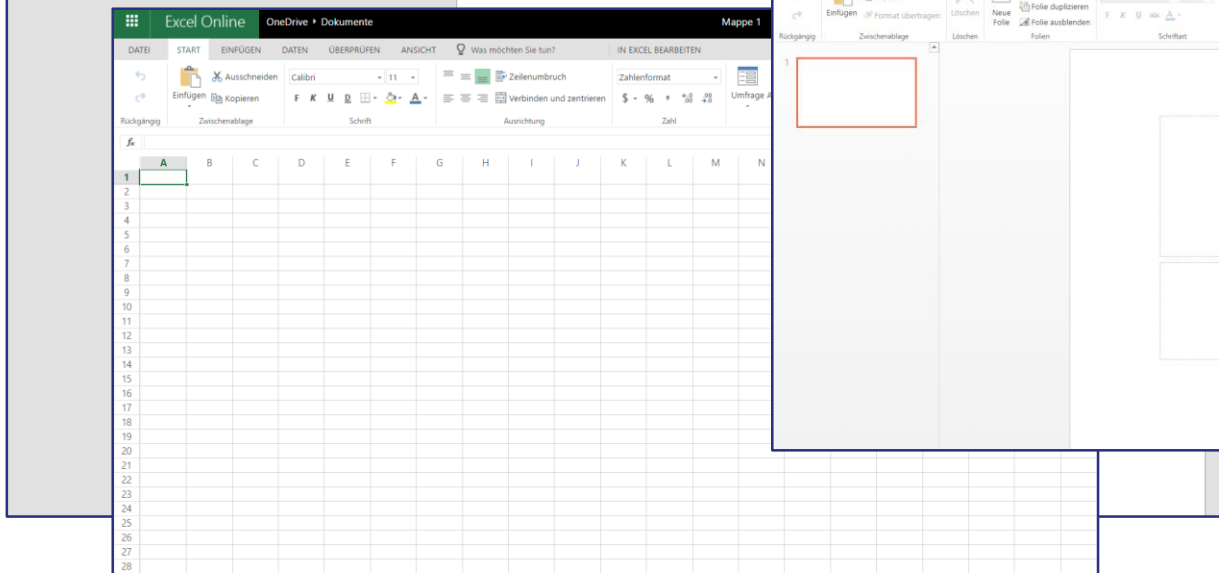 Excel Online OneDrive ▸ Dokumente Mappe 1
DATEI START EINFÜGEN DATEN ÜBERPRÜFEN ANSICHT Was möchten Sie tun? IN EXCEL BEARBEITEN
Ausschneiden Calibri 11 Zeilenumbruch Zahlenformat
Einfügen Kopieren F K U D A Verbinden und zentrieren $ % Umfrage
Rückgängig Zwischenablage Schrift Ausrichtung Zahl
fx
A B C D E F G H I J K L M N
1
2
3
4
5
6
7
8
9
10
11
12
13
14
15
16
17
18
19
20
21
22
23
24
25
26
27
28
Folie duplizieren
Einfügen Format übertragen Löschen Neue Folie Folie ausblenden F K U abc A
Rückgängig Zwischenablage Löschen Folien Schriftart
1